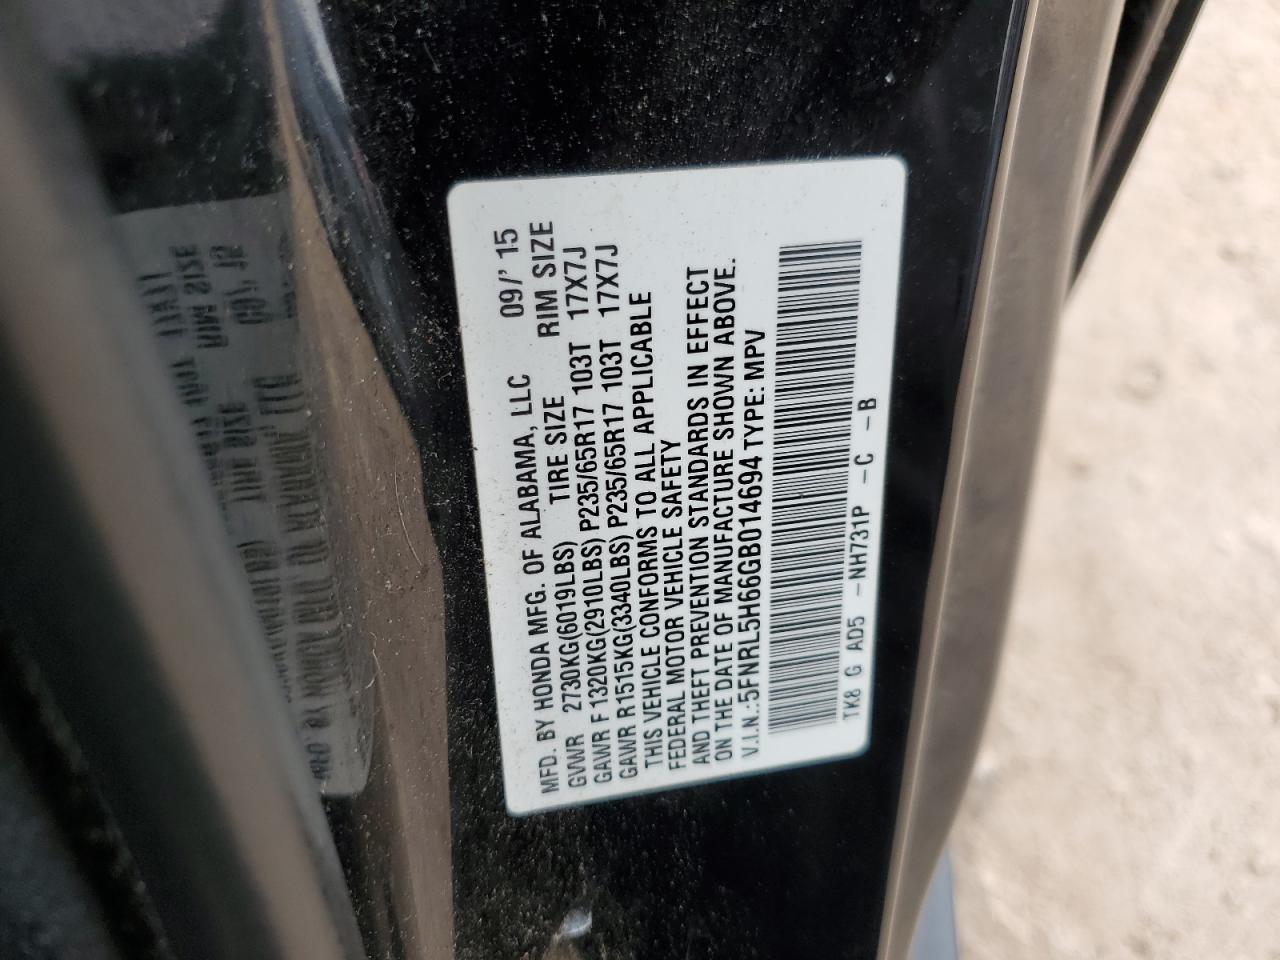 MFD. BY HONDA MFG. OF ALABAMA, LLC 09/' 15
GVWR 2730KG(6019LBS) TIRE SIZE RIM SIZE
GAWR F 1320KG(2910LBS) P235/65R17 103T 17X7J
GAWR R 1515KG(3340LBS) P235/65R17 103T 17X7J
THIS VEHICLE CONFORMS TO ALL APPLICABLE
FEDERAL MOTOR VEHICLE SAFETY
AND THEFT PREVENTION STANDARDS IN EFFECT
ON THE DATE OF MANUFACTURE SHOWN ABOVE.
V.I.N.:5FNRL5H66GB014694 TYPE: MPV
TK8 G AD5 -NH731P -C -B